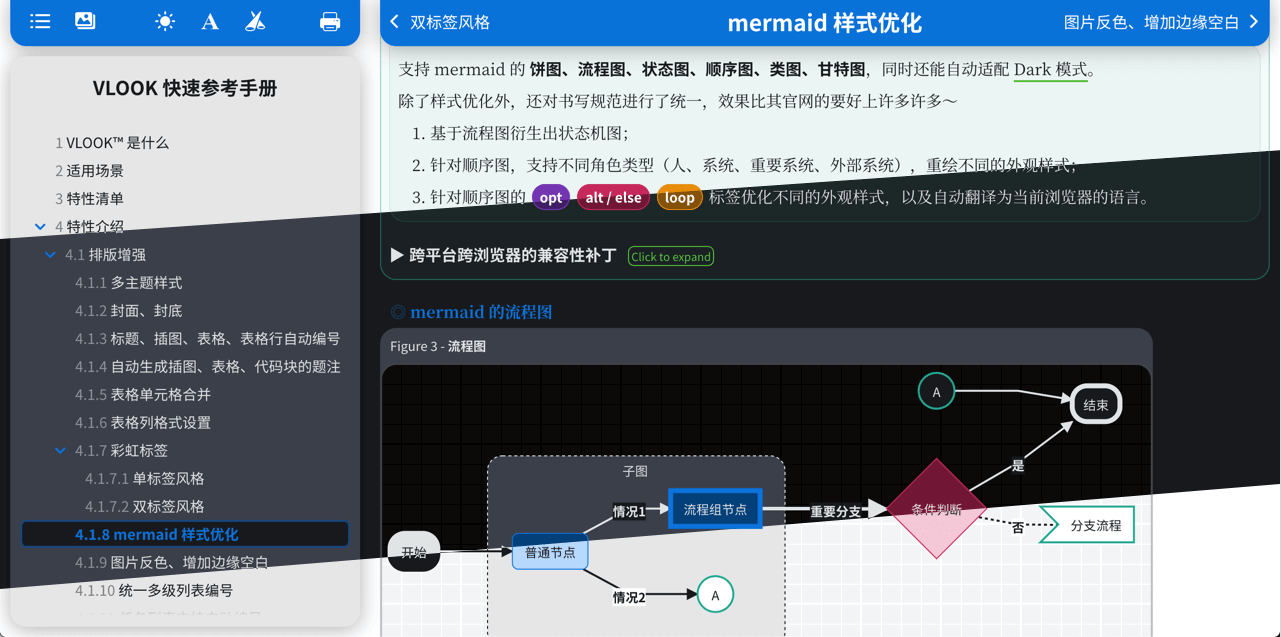 双标签风格
mermaid 样式优化
图片反色、增加边缘空白
VLOOK 快速参考手册
1 VLOOK™ 是什么
2 适用场景
3 特性清单
4 特性介绍
4.1 排版增强
4.1.1 多主题样式
4.1.2 封面、封底
4.1.3 标题、插图、表格、表格行自动编号
4.1.4 自动生成插图、表格、代码块的题注
4.1.5 表格单元格合并
4.1.6 表格列格式设置
4.1.7 彩虹标签
4.1.7.1 单标签风格
4.1.7.2 双标签风格
4.1.8 mermaid 样式优化
4.1.9 图片反色、增加边缘空白
4.1.10 统一多级列表编号
支持 mermaid 的 饼图、流程图、状态图、顺序图、类图、甘特图，同时还能自动适配 Dark 模式。
除了样式优化外，还对书写规范进行了统一，效果比其官网的要好上许多许多～
1. 基于流程图衍生出状态机图；
2. 针对顺序图，支持不同角色类型（人、系统、重要系统、外部系统），重绘不同的外观样式；
3. 针对顺序图的 opt alt / else loop 标签优化不同的外观样式，以及自动翻译为当前浏览器的语言。
▶ 跨平台跨浏览器的兼容性补丁 Click to expand
◎ mermaid 的流程图
Figure 3 - 流程图
A
结束
子图
是
情况1
流程组节点
重要分支
条件判断
否
分支流程
开始
普通节点
情况2
A